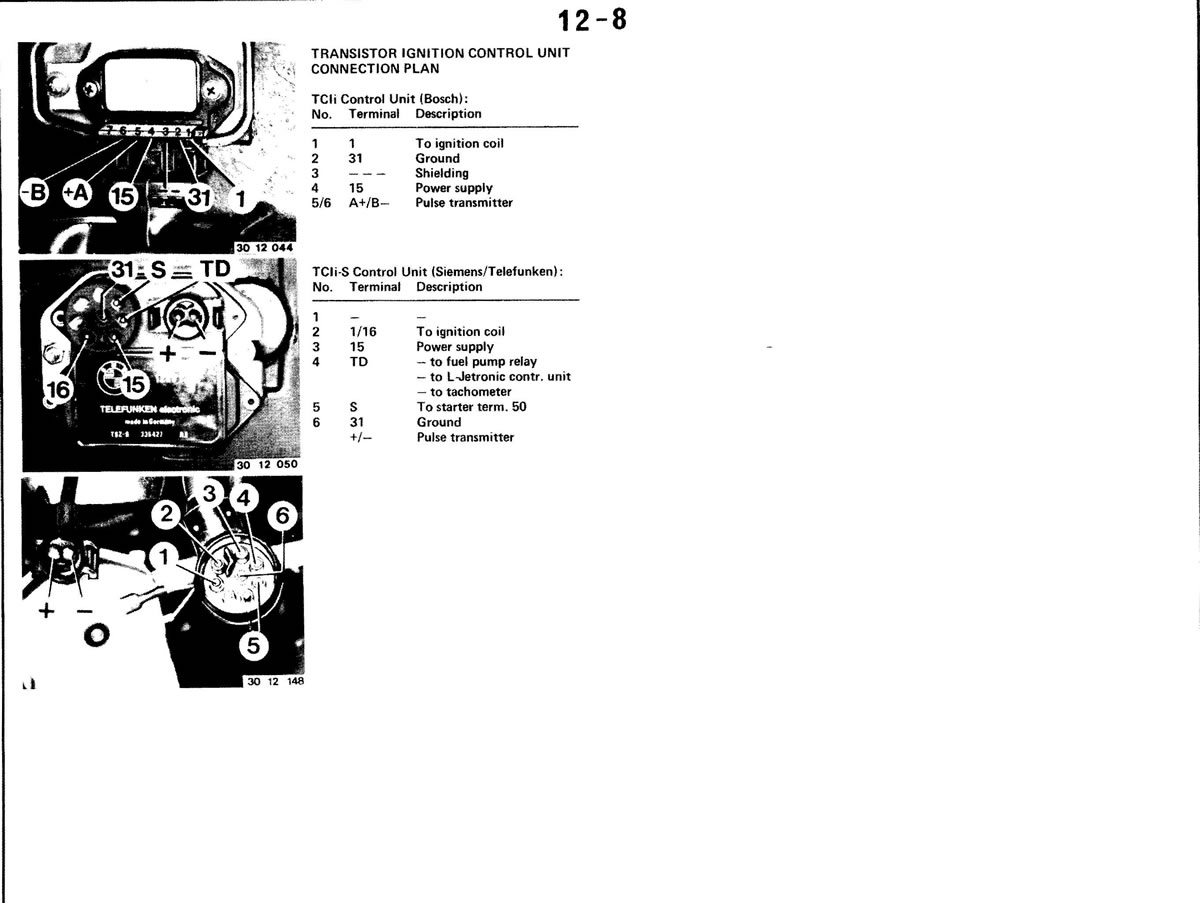 12-8
TRANSISTOR IGNITION CONTROL UNIT
CONNECTION PLAN
TCIi Control Unit (Bosch):
No. Terminal Description
1 1 To ignition coil
2 31 Ground
3 – – – Shielding
4 15 Power supply
5/6 A+/B– Pulse transmitter
7 6 5 4 3 2 1
-B +A 15 31 1
30 12 044
TCIi-S Control Unit (Siemens/Telefunken):
No. Terminal Description
1 – –
2 1/16 To ignition coil
3 15 Power supply
4 TD – to fuel pump relay
– to L-Jetronic contr. unit
– to tachometer
5 S To starter term. 50
6 31 Ground
+/– Pulse transmitter
31 S TD
+ –
16 15
TELEFUNKEN electronic
made in Germany
30 12 050
3 4
2 6
1
+ –
5
30 12 148